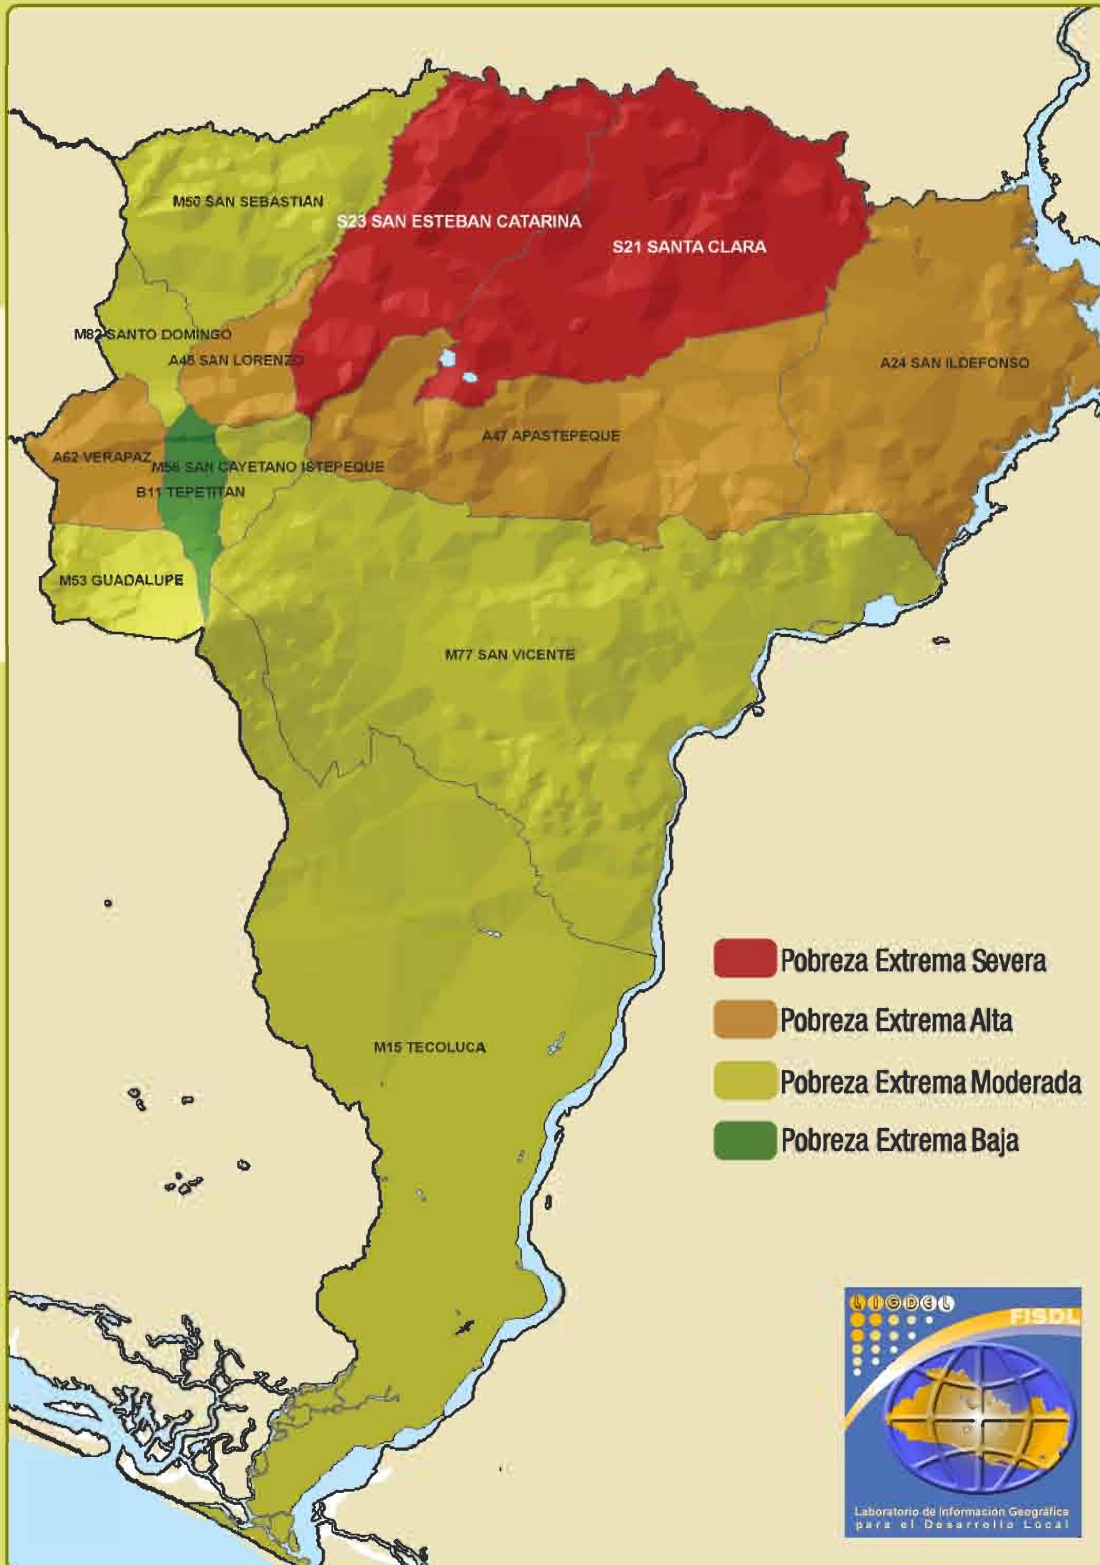 M50 SAN SEBASTIAN
S23 SAN ESTEBAN CATARINA
S21 SANTA CLARA
M82 SANTO DOMINGO
A45 SAN LORENZO
A24 SAN ILDEFONSO
A47 APASTEPEQUE
A62 VERAPAZ
M56 SAN CAYETANO ISTEPEQUE
B11 TEPETITAN
M53 GUADALUPE
M77 SAN VICENTE
Pobreza Extrema Severa
Pobreza Extrema Alta
M15 TECOLUCA
Pobreza Extrema Moderada
Pobreza Extrema Baja
LIGDEL
FISDL
Laboratorio de Información Geográfica
para el Desarrollo Local